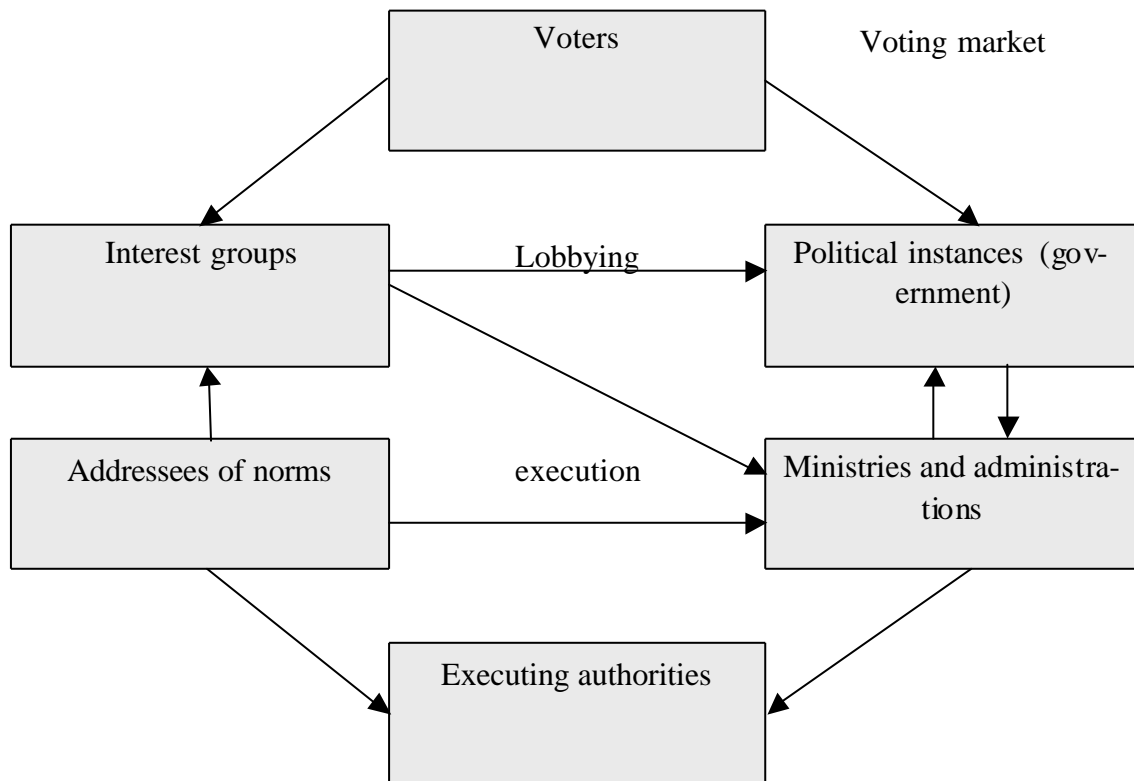 Voters
Voting market
Interest groups
Lobbying
Political instances (gov-
ernment)
Addressees of norms
execution
Ministries and administra-
tions
Executing authorities